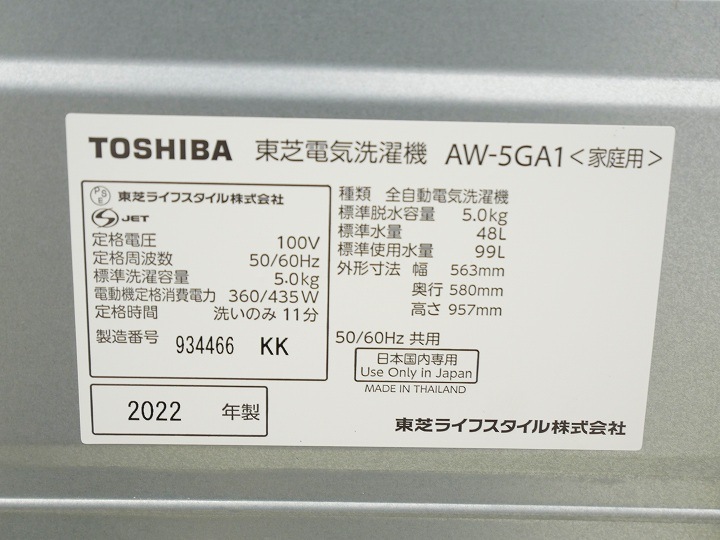 TOSHIBA 東芝電気洗濯機 AW-5GA1<家庭用>
PSE 東芝ライフスタイル株式会社
S JET
定格電圧 100V
定格周波数 50/60Hz
標準洗濯容量 5.0kg
電動機定格消費電力 360/435W
定格時間 洗いのみ 11分
製造番号 934466 KK
2022 年製
種類 全自動電気洗濯機
標準脱水容量 5.0kg
標準水量 48L
標準使用水量 99L
外形寸法 幅 563mm
奥行 580mm
高さ 957mm
50/60Hz 共用
日本国内専用
Use Only in Japan
MADE IN THAILAND
東芝ライフスタイル株式会社